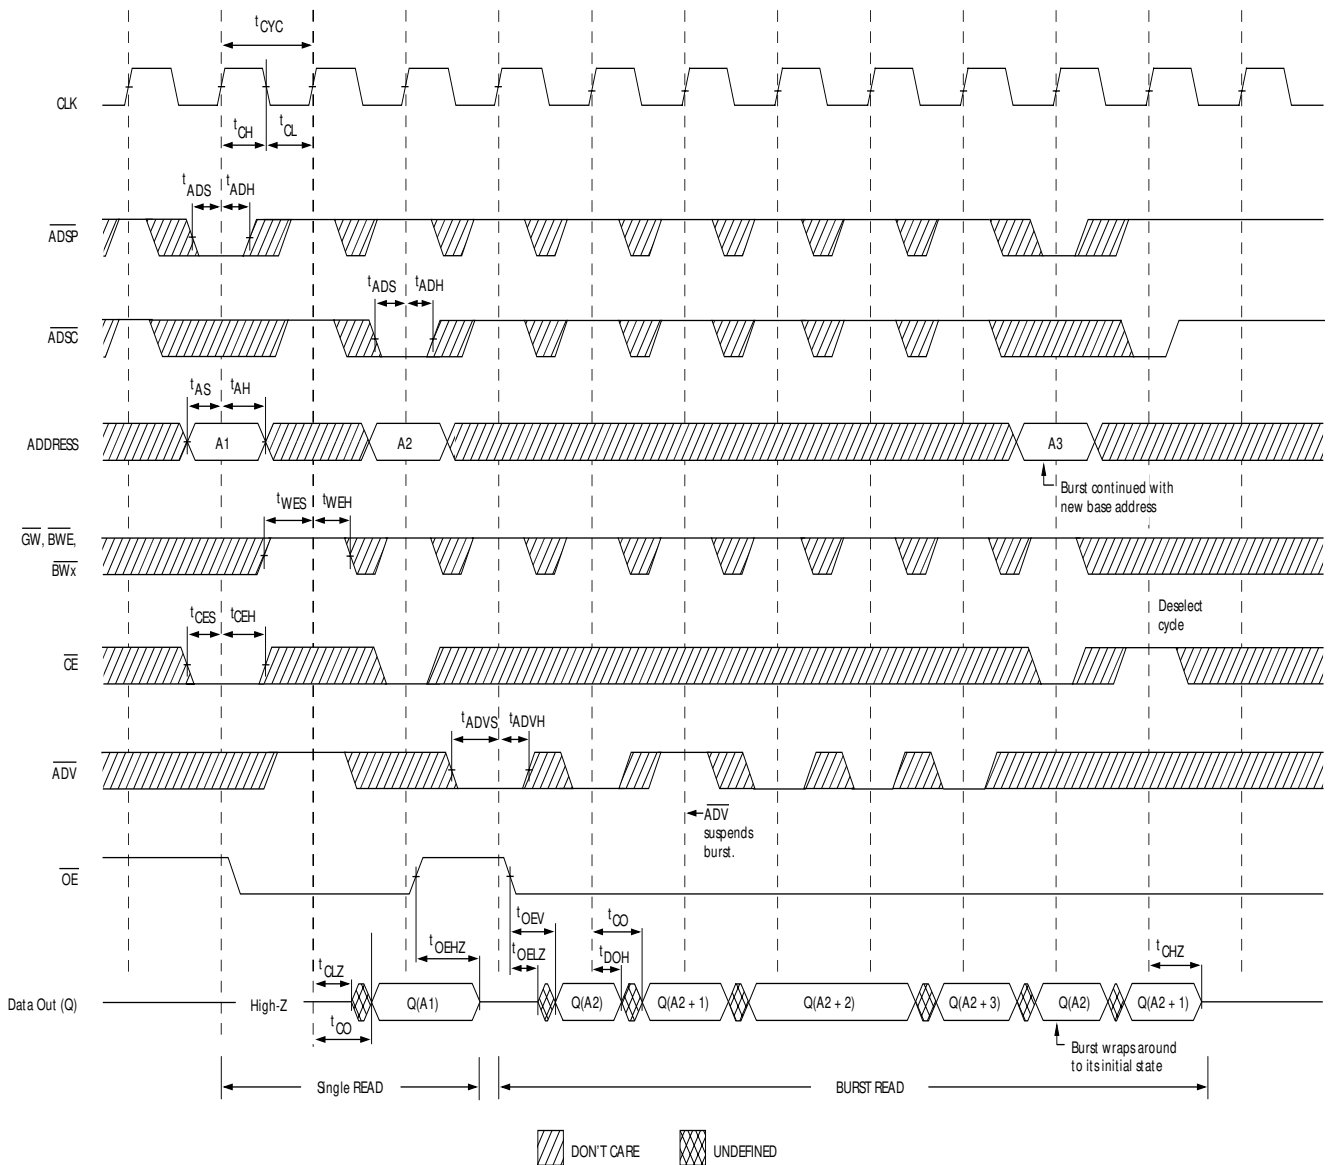 tCYC
CLK
tCH
tCL
tADS
tADH
ADSP
tADS
tADH
ADSC
tAS
tAH
ADDRESS
A1
A2
A3
Burst continued with
new base address
tWES
tWEH
GW, BWE,
BWx
tCES
tCEH
Deselect
cycle
CE
tADVS
tADVH
ADV
ADV
suspends
burst.
OE
tOEV
tCO
tOEHZ
tOELZ
tDOH
tCHZ
tCLZ
Data Out (Q)
High-Z
Q(A1)
Q(A2)
Q(A2 + 1)
Q(A2 + 2)
Q(A2 + 3)
Q(A2)
Q(A2 + 1)
tCO
Burst wraps around
to its initial state
Single READ
BURST READ
DON'T CARE
UNDEFINED